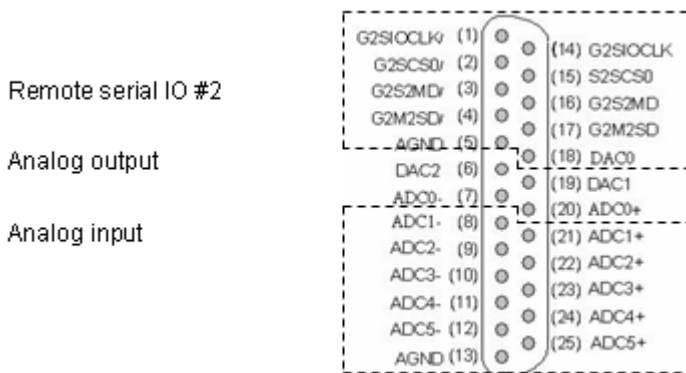 Remote serial IO #2
Analog output
Analog input
G2SIOCLK/ (1)
G2SCS0/ (2)
G2S2MD/ (3)
G2M2SD/ (4)
AGND (5)
DAC2 (6)
ADC0- (7)
ADC1- (8)
ADC2- (9)
ADC3- (10)
ADC4- (11)
ADC5- (12)
AGND (13)
(14) G2SIOCLK
(15) S2SCS0
(16) G2S2MD
(17) G2M2SD
(18) DAC0
(19) DAC1
(20) ADC0+
(21) ADC1+
(22) ADC2+
(23) ADC3+
(24) ADC4+
(25) ADC5+